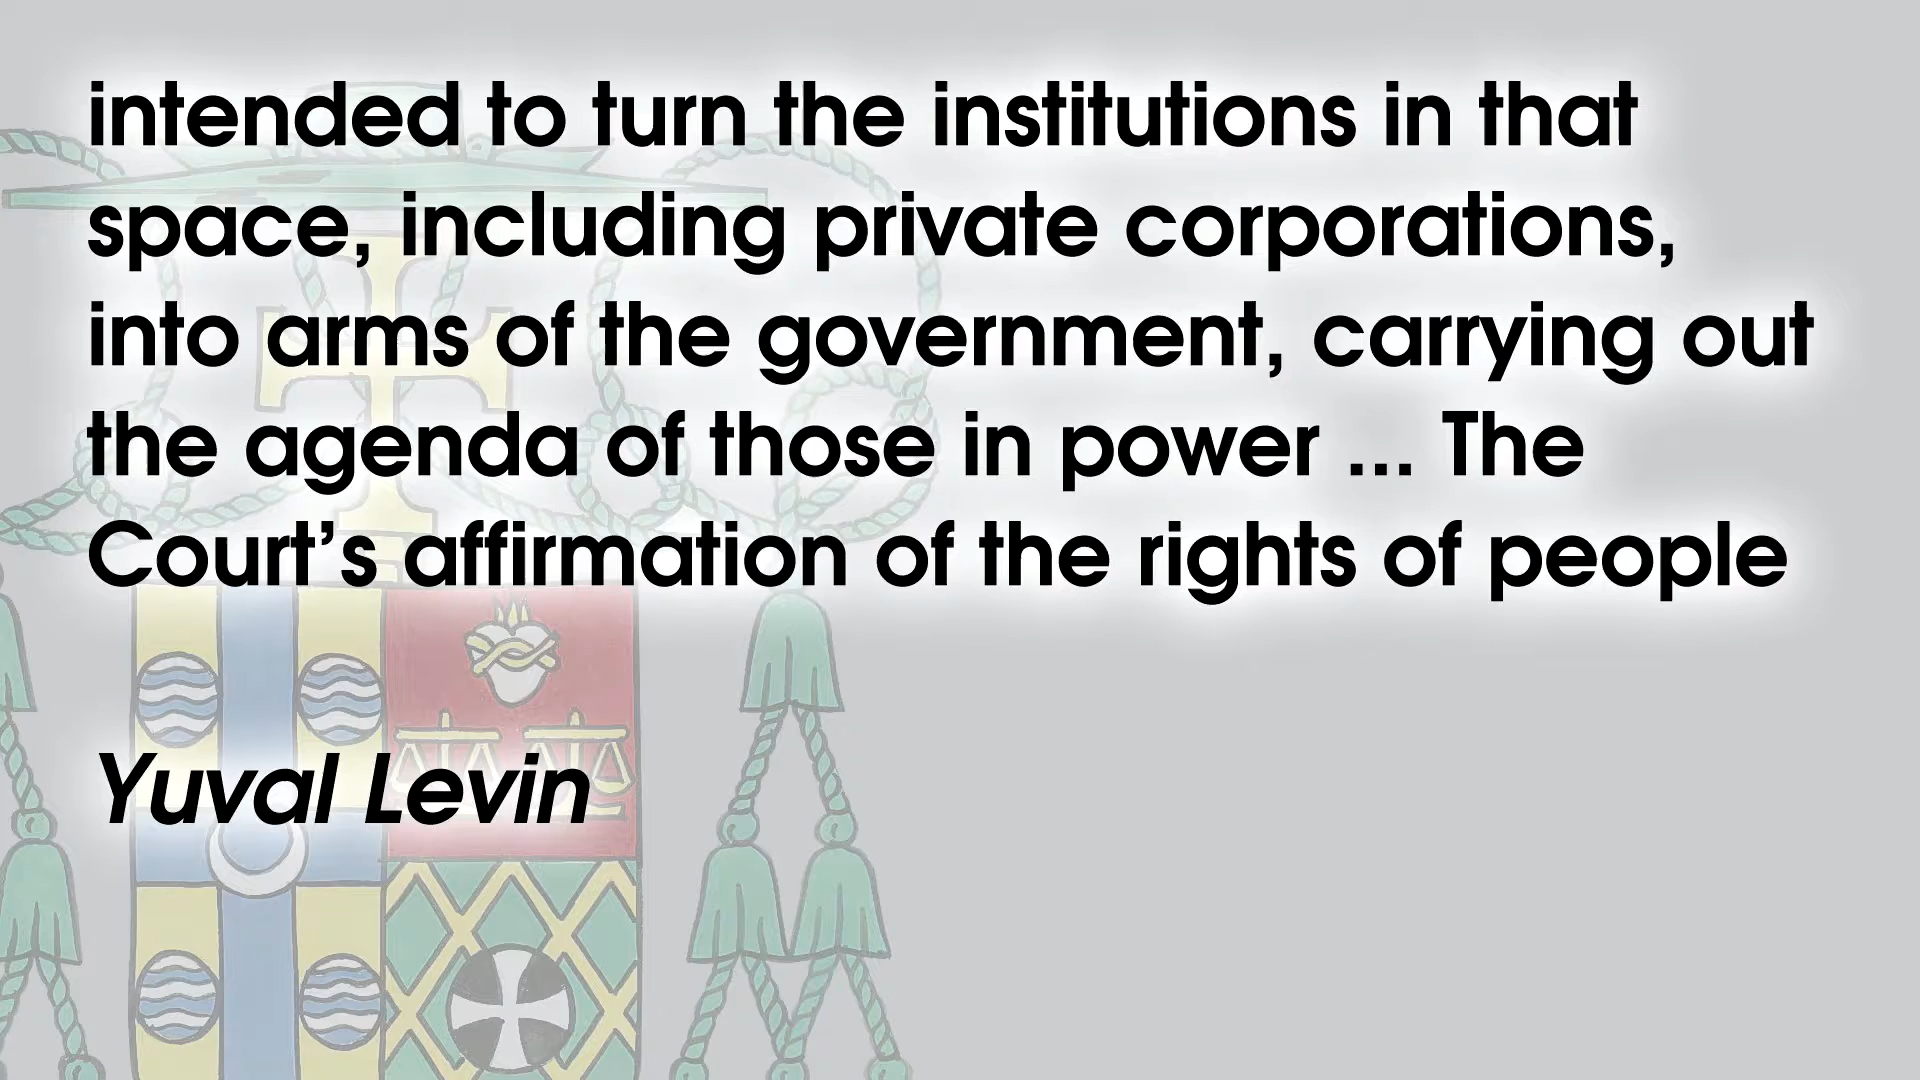 intended to turn the institutions in that
space, including private corporations,
into arms of the government, carrying out
the agenda of those in power ... The
Court’s affirmation of the rights of people
Yuval Levin